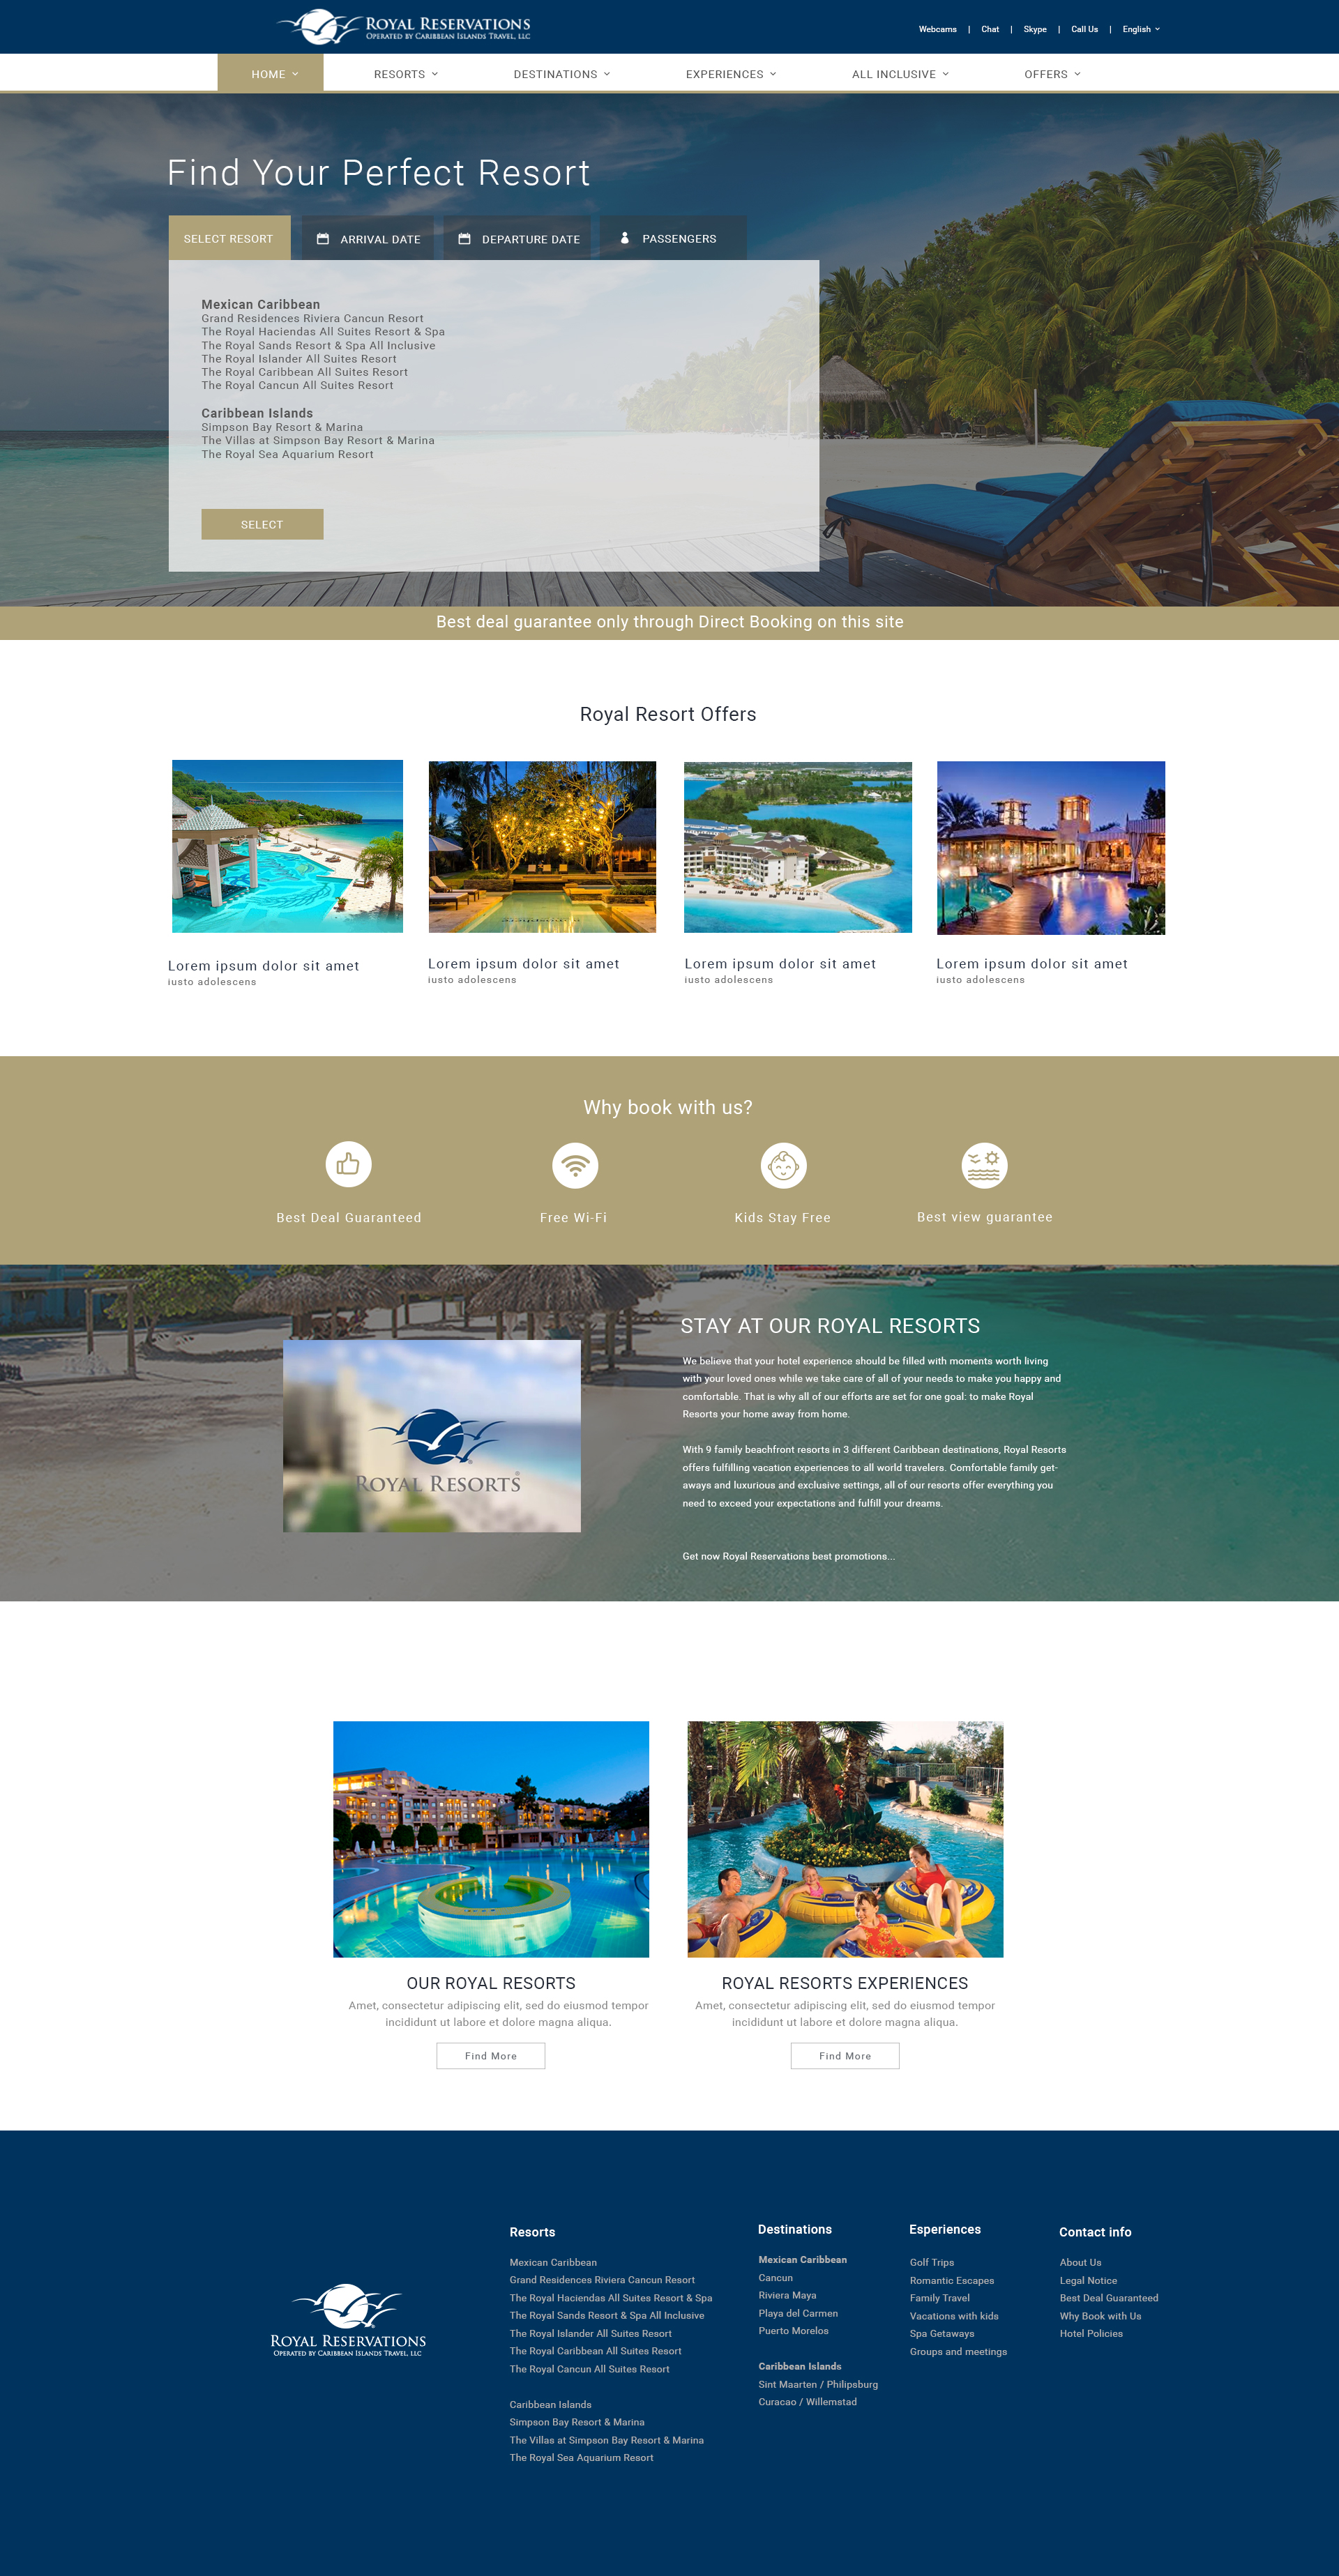 ROYAL RESERVATIONS
OPERATED BY CARIBBEAN ISLANDS TRAVEL, LLC
Webcams | Chat | Skype | Call Us | English
HOME RESORTS DESTINATIONS EXPERIENCES ALL INCLUSIVE OFFERS
Find Your Perfect Resort
SELECT RESORT ARRIVAL DATE DEPARTURE DATE PASSENGERS
Mexican Caribbean
Grand Residences Riviera Cancun Resort
The Royal Haciendas All Suites Resort & Spa
The Royal Sands Resort & Spa All Inclusive
The Royal Islander All Suites Resort
The Royal Caribbean All Suites Resort
The Royal Cancun All Suites Resort
Caribbean Islands
Simpson Bay Resort & Marina
The Villas at Simpson Bay Resort & Marina
The Royal Sea Aquarium Resort
SELECT
Best deal guarantee only through Direct Booking on this site
Royal Resort Offers
Lorem ipsum dolor sit amet
iusto adolescens
Lorem ipsum dolor sit amet
iusto adolescens
Lorem ipsum dolor sit amet
iusto adolescens
Lorem ipsum dolor sit amet
iusto adolescens
Why book with us?
Best Deal Guaranteed
Free Wi-Fi
Kids Stay Free
Best view guarantee
ROYAL RESORTS®
STAY AT OUR ROYAL RESORTS
We believe that your hotel experience should be filled with moments worth living
with your loved ones while we take care of all of your needs to make you happy and
comfortable. That is why all of our efforts are set for one goal: to make Royal
Resorts your home away from home.
With 9 family beachfront resorts in 3 different Caribbean destinations, Royal Resorts
offers fulfilling vacation experiences to all world travelers. Comfortable family get-
aways and luxurious and exclusive settings, all of our resorts offer everything you
need to exceed your expectations and fulfill your dreams.
Get now Royal Reservations best promotions...
OUR ROYAL RESORTS
Amet, consectetur adipiscing elit, sed do eiusmod tempor
incididunt ut labore et dolore magna aliqua.
Find More
ROYAL RESORTS EXPERIENCES
Amet, consectetur adipiscing elit, sed do eiusmod tempor
incididunt ut labore et dolore magna aliqua.
Find More
ROYAL RESERVATIONS
OPERATED BY CARIBBEAN ISLANDS TRAVEL, LLC
Resorts
Mexican Caribbean
Grand Residences Riviera Cancun Resort
The Royal Haciendas All Suites Resort & Spa
The Royal Sands Resort & Spa All Inclusive
The Royal Islander All Suites Resort
The Royal Caribbean All Suites Resort
The Royal Cancun All Suites Resort
Caribbean Islands
Simpson Bay Resort & Marina
The Villas at Simpson Bay Resort & Marina
The Royal Sea Aquarium Resort
Destinations
Mexican Caribbean
Cancun
Riviera Maya
Playa del Carmen
Puerto Morelos
Caribbean Islands
Sint Maarten / Philipsburg
Curacao / Willemstad
Esperiences
Golf Trips
Romantic Escapes
Family Travel
Vacations with kids
Spa Getaways
Groups and meetings
Contact info
About Us
Legal Notice
Best Deal Guaranteed
Why Book with Us
Hotel Policies